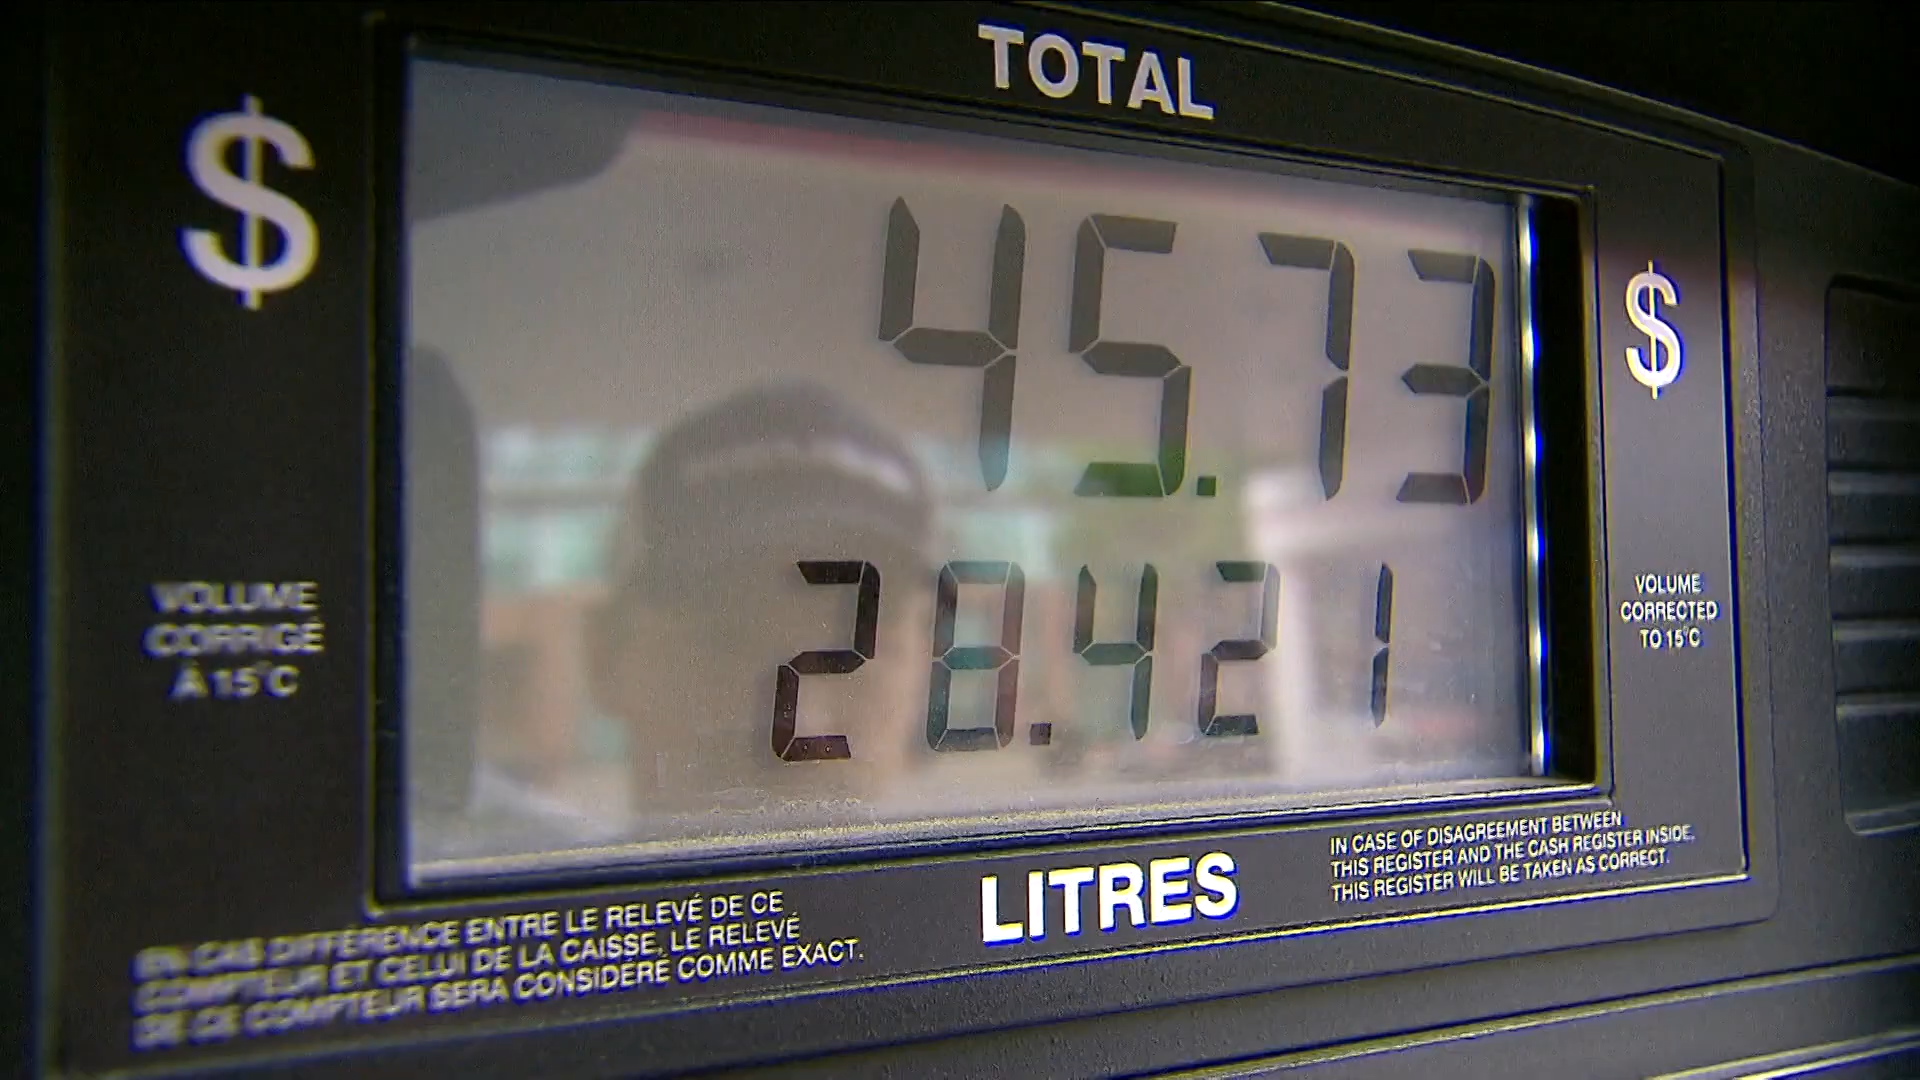 TOTAL
$
45.73
$
28.421
VOLUME
CORRIGÉ
À 15°C
VOLUME
CORRECTED
TO 15°C
LITRES
EN CAS DIFFÉRENCE ENTRE LE RELEVÉ DE CE
COMPTEUR ET CELUI DE LA CAISSE, LE RELEVÉ
DE CE COMPTEUR SERA CONSIDÉRÉ COMME EXACT.
IN CASE OF DISAGREEMENT BETWEEN
THIS REGISTER AND THE CASH REGISTER INSIDE,
THIS REGISTER WILL BE TAKEN AS CORRECT.